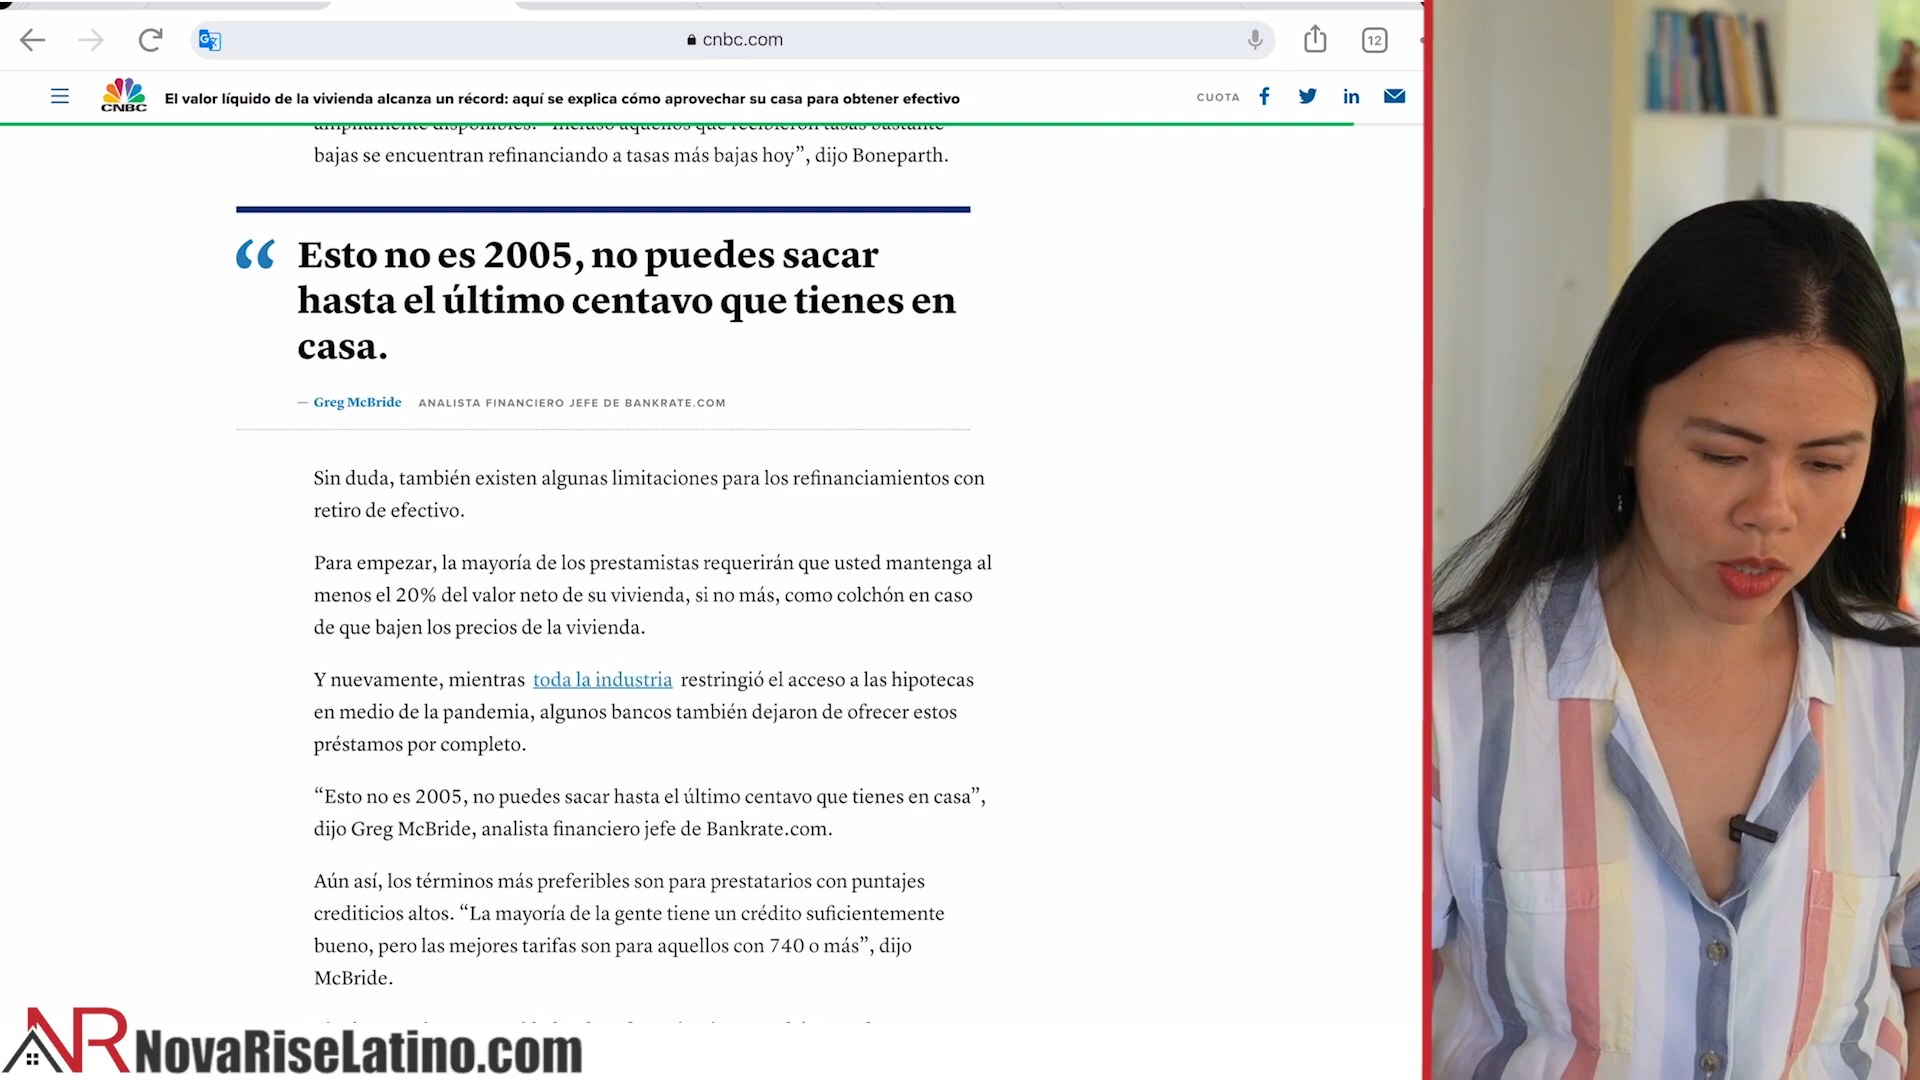 cnbc.com
12
CNBC
El valor líquido de la vivienda alcanza un récord: aquí se explica cómo aprovechar su casa para obtener efectivo
CUOTA
ampliamente disponibles. “Incluso aquellos que recibieron tasas bastante
bajas se encuentran refinanciando a tasas más bajas hoy”, dijo Boneparth.
“ Esto no es 2005, no puedes sacar
hasta el último centavo que tienes en
casa.
— Greg McBride ANALISTA FINANCIERO JEFE DE BANKRATE.COM
Sin duda, también existen algunas limitaciones para los refinanciamientos con
retiro de efectivo.
Para empezar, la mayoría de los prestamistas requerirán que usted mantenga al
menos el 20% del valor neto de su vivienda, si no más, como colchón en caso
de que bajen los precios de la vivienda.
Y nuevamente, mientras toda la industria restringió el acceso a las hipotecas
en medio de la pandemia, algunos bancos también dejaron de ofrecer estos
préstamos por completo.
“Esto no es 2005, no puedes sacar hasta el último centavo que tienes en casa”,
dijo Greg McBride, analista financiero jefe de Bankrate.com.
Aún así, los términos más preferibles son para prestatarios con puntajes
crediticios altos. “La mayoría de la gente tiene un crédito suficientemente
bueno, pero las mejores tarifas son para aquellos con 740 o más”, dijo
McBride.
NR NovaRiseLatino.com